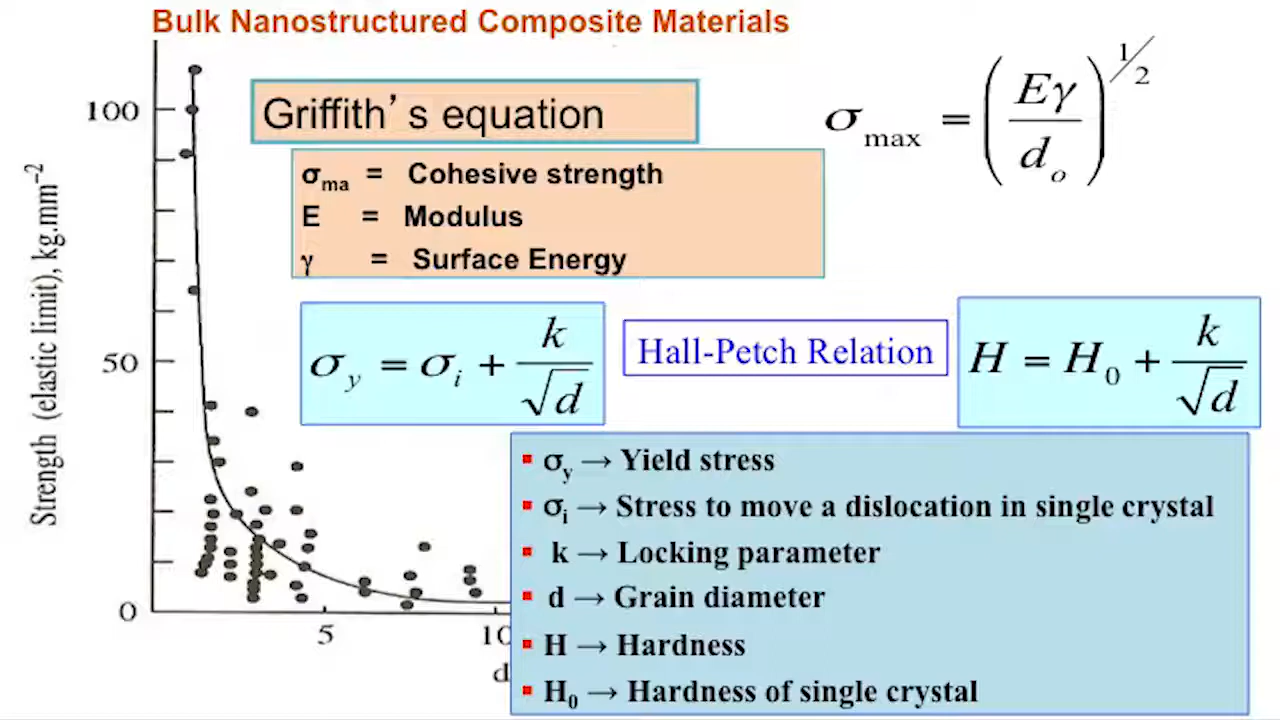 Bulk Nanostructured Composite Materials
Griffith’s equation
σmax = (Eγ/do)^1/2
σma = Cohesive strength
E = Modulus
γ = Surface Energy
σy = σi + k/√d
Hall-Petch Relation
H = H0 + k/√d
▪ σy → Yield stress
▪ σi → Stress to move a dislocation in single crystal
▪ k → Locking parameter
▪ d → Grain diameter
▪ H → Hardness
▪ H0 → Hardness of single crystal
Strength (elastic limit), kg.mm−2
100
50
0
5
10
d